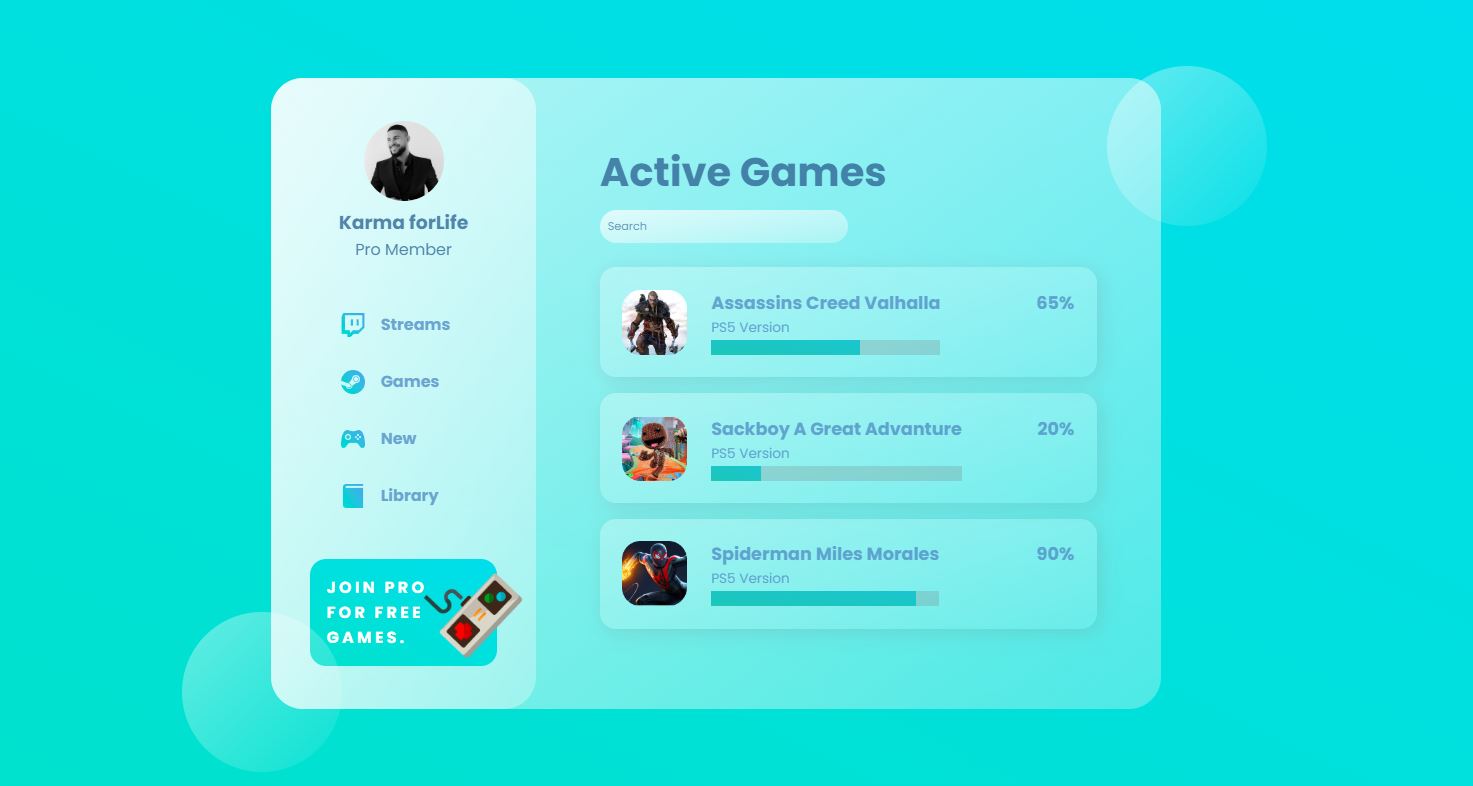 Karma forLife
Pro Member
Streams
Games
New
Library
JOIN PRO
FOR FREE
GAMES.
Active Games
Search
Assassins Creed Valhalla
65%
PS5 Version
Sackboy A Great Advanture
20%
PS5 Version
Spiderman Miles Morales
90%
PS5 Version